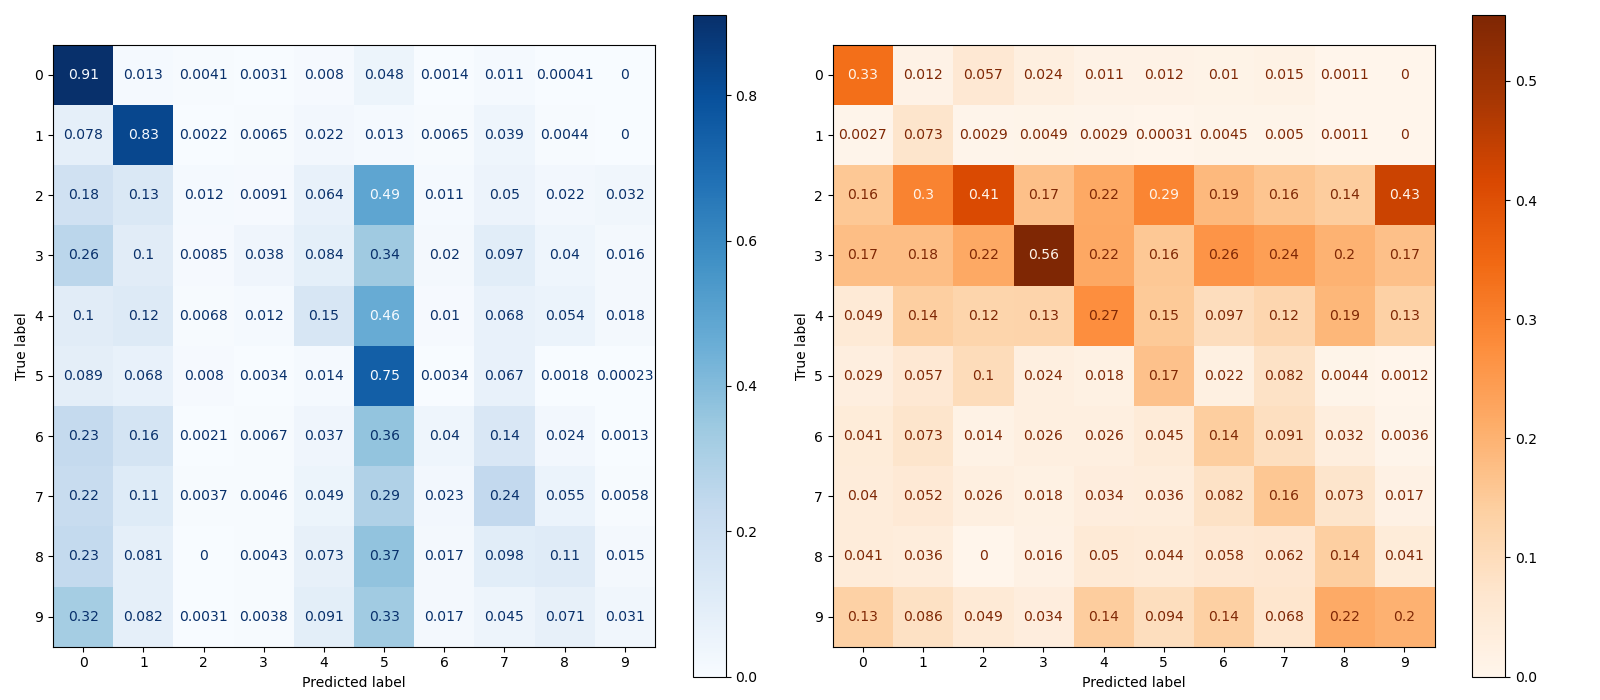 0 0.91 0.013 0.0041 0.0031 0.008 0.048 0.0014 0.011 0.00041 0
1 0.078 0.83 0.0022 0.0065 0.022 0.013 0.0065 0.039 0.0044 0
2 0.18 0.13 0.012 0.0091 0.064 0.49 0.011 0.05 0.022 0.032
3 0.26 0.1 0.0085 0.038 0.084 0.34 0.02 0.097 0.04 0.016
4 0.1 0.12 0.0068 0.012 0.15 0.46 0.01 0.068 0.054 0.018
5 0.089 0.068 0.008 0.0034 0.014 0.75 0.0034 0.067 0.0018 0.00023
6 0.23 0.16 0.0021 0.0067 0.037 0.36 0.04 0.14 0.024 0.0013
7 0.22 0.11 0.0037 0.0046 0.049 0.29 0.023 0.24 0.055 0.0058
8 0.23 0.081 0 0.0043 0.073 0.37 0.017 0.098 0.11 0.015
9 0.32 0.082 0.0031 0.0038 0.091 0.33 0.017 0.045 0.071 0.031
0 1 2 3 4 5 6 7 8 9
True label
Predicted label
0.8
0.6
0.4
0.2
0.0
0 0.33 0.012 0.057 0.024 0.011 0.012 0.01 0.015 0.0011 0
1 0.0027 0.073 0.0029 0.0049 0.0029 0.00031 0.0045 0.005 0.0011 0
2 0.16 0.3 0.41 0.17 0.22 0.29 0.19 0.16 0.14 0.43
3 0.17 0.18 0.22 0.56 0.22 0.16 0.26 0.24 0.2 0.17
4 0.049 0.14 0.12 0.13 0.27 0.15 0.097 0.12 0.19 0.13
5 0.029 0.057 0.1 0.024 0.018 0.17 0.022 0.082 0.0044 0.0012
6 0.041 0.073 0.014 0.026 0.026 0.045 0.14 0.091 0.032 0.0036
7 0.04 0.052 0.026 0.018 0.034 0.036 0.082 0.16 0.073 0.017
8 0.041 0.036 0 0.016 0.05 0.044 0.058 0.062 0.14 0.041
9 0.13 0.086 0.049 0.034 0.14 0.094 0.14 0.068 0.22 0.2
0 1 2 3 4 5 6 7 8 9
True label
Predicted label
0.5
0.4
0.3
0.2
0.1
0.0